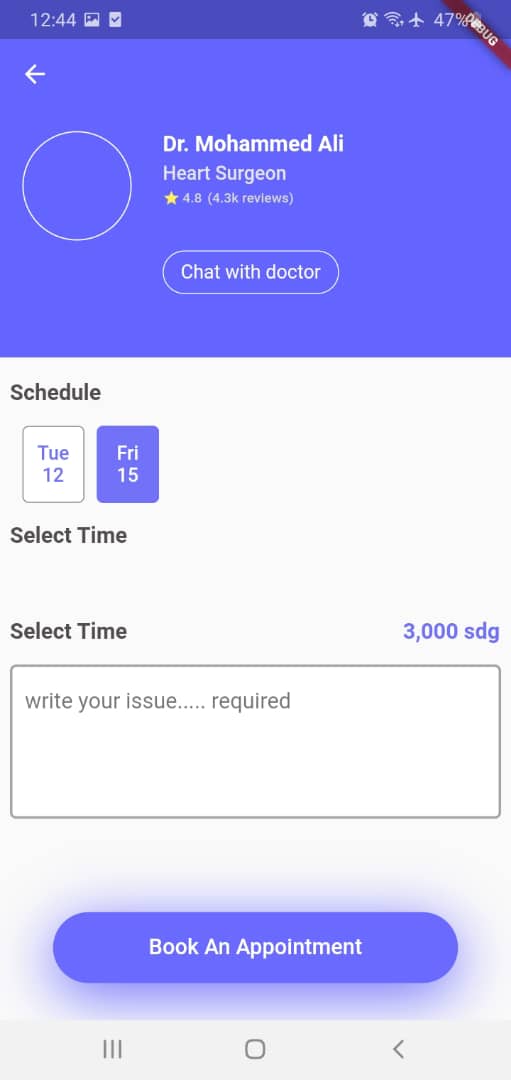 12:44
47%
DEBUG
Dr. Mohammed Ali
Heart Surgeon
4.8 (4.3k reviews)
Chat with doctor
Schedule
Tue
12
Fri
15
Select Time
Select Time
3,000 sdg
write your issue..... required
Book An Appointment